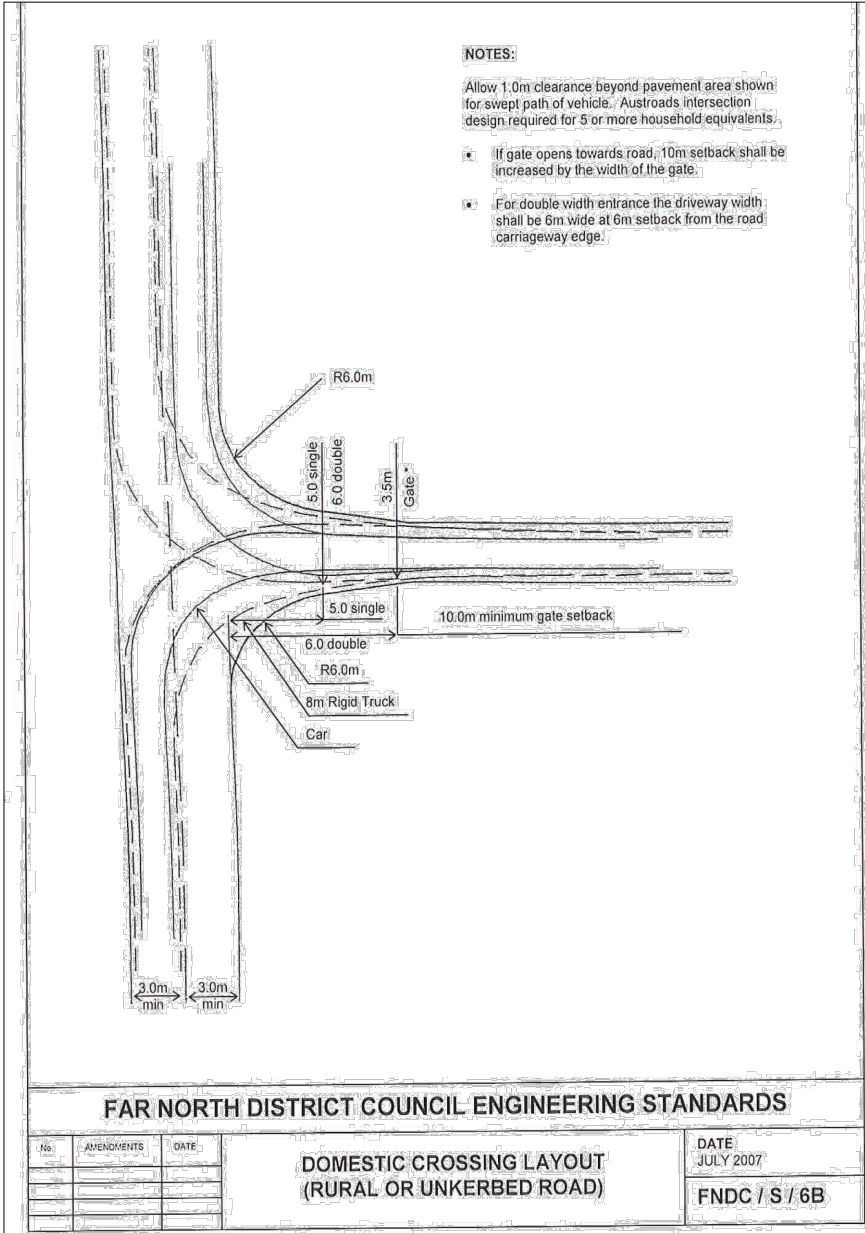 NOTES:
Allow 1.0m clearance beyond pavement area shown
for swept path of vehicle. Austroads intersection
design required for 5 or more household equivalents.
• If gate opens towards road, 10m setback shall be
increased by the width of the gate.
• For double width entrance the driveway width
shall be 6m wide at 6m setback from the road
carriageway edge.
R6.0m
5.0 single
6.0 double
3.5m
Gate *
5.0 single
10.0m minimum gate setback
6.0 double
R6.0m
8m Rigid Truck
Car
3.0m
min
3.0m
min
FAR NORTH DISTRICT COUNCIL ENGINEERING STANDARDS
No. AMENDMENTS DATE
DOMESTIC CROSSING LAYOUT
(RURAL OR UNKERBED ROAD)
DATE
JULY 2007
FNDC / S / 6B